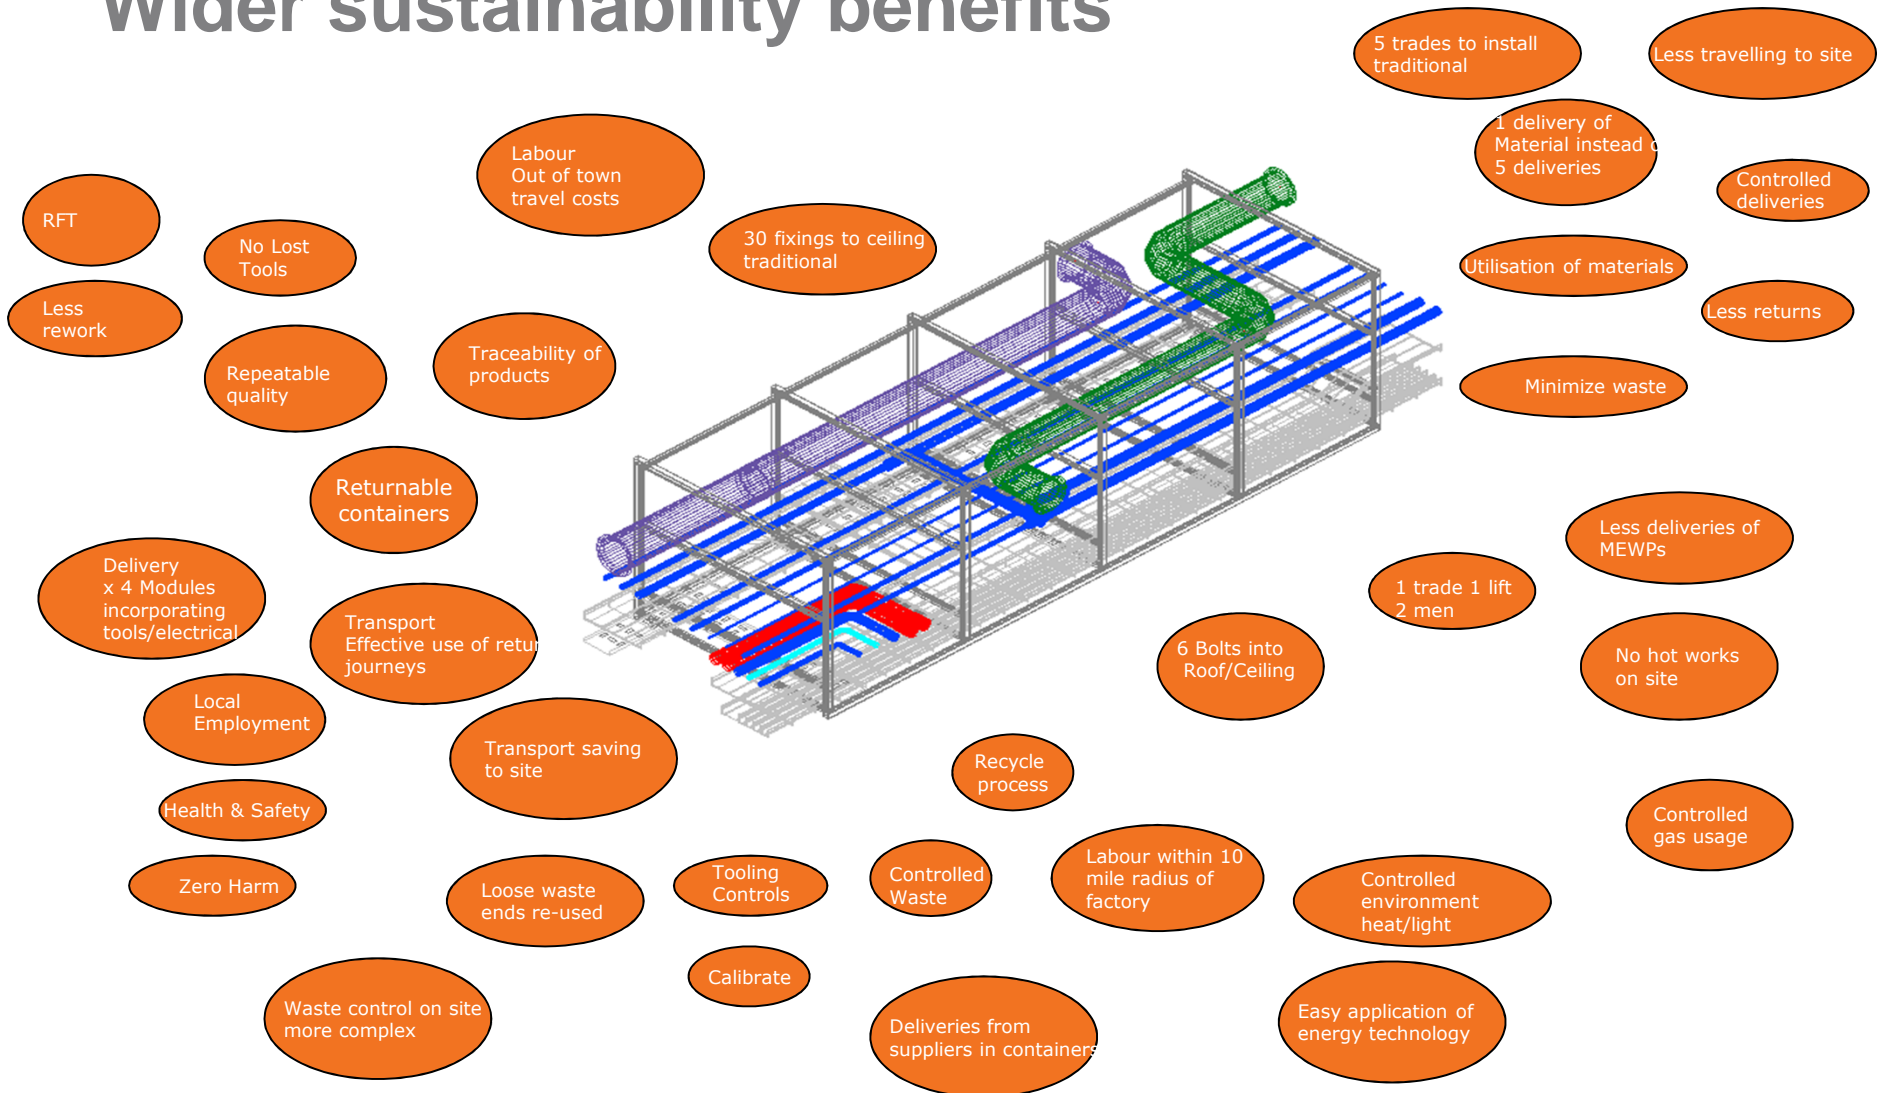 Wider sustainability benefits
5 trades to install
traditional
Less travelling to site
1 delivery of
Material instead
5 deliveries
Controlled
deliveries
Labour
Out of town
travel costs
RFT
No Lost
Tools
30 fixings to ceiling
traditional
Utilisation of materials
Less
rework
Less returns
Repeatable
quality
Traceability of
products
Minimize waste
Returnable
containers
Less deliveries of
MEWPs
Delivery
x 4 Modules
incorporating
tools/electrical
1 trade 1 lift
2 men
Transport
Effective use of retur
journeys
6 Bolts into
Roof/Ceiling
No hot works
on site
Local
Employment
Transport saving
to site
Recycle
process
Health & Safety
Controlled
gas usage
Zero Harm
Loose waste
ends re-used
Tooling
Controls
Controlled
Waste
Labour within 10
mile radius of
factory
Controlled
environment
heat/light
Calibrate
Waste control on site
more complex
Deliveries from
suppliers in containers
Easy application of
energy technology